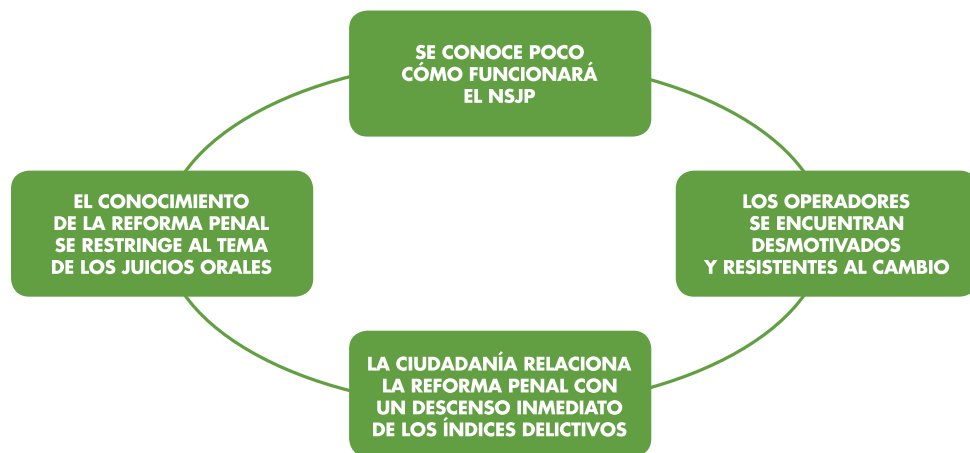 SE CONOCE POCO
CÓMO FUNCIONARÁ
EL NSJP
EL CONOCIMIENTO
DE LA REFORMA PENAL
SE RESTRINGE AL TEMA
DE LOS JUICIOS ORALES
LOS OPERADORES
SE ENCUENTRAN
DESMOTIVADOS
Y RESISTENTES AL CAMBIO
LA CIUDADANÍA RELACIONA
LA REFORMA PENAL CON
UN DESCENSO INMEDIATO
DE LOS ÍNDICES DELICTIVOS